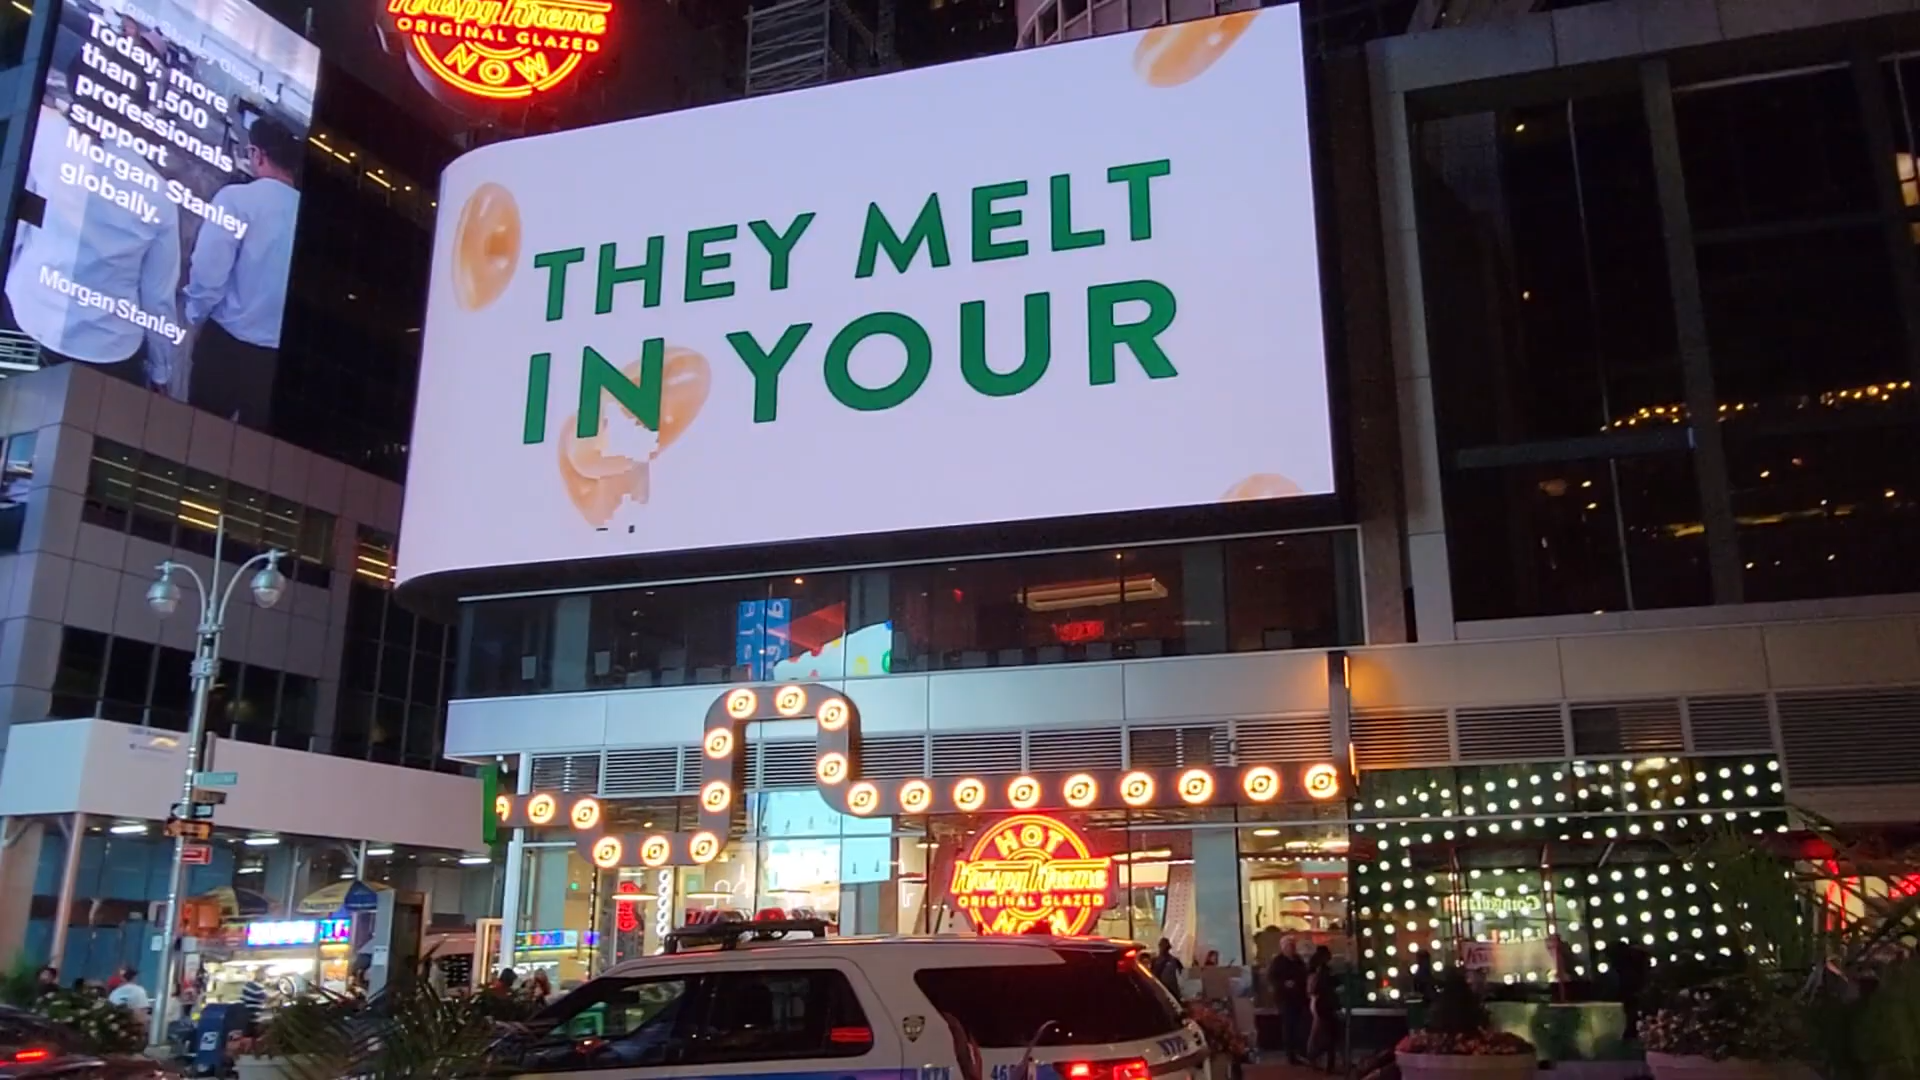 Today, more
than 1,500
professionals
support
Morgan Stanley
globally.
Morgan Stanley
Krispy Kreme
ORIGINAL GLAZED
NOW
THEY MELT
IN YOUR
HOT
Krispy Kreme
ORIGINAL GLAZED
NOW
NYPD